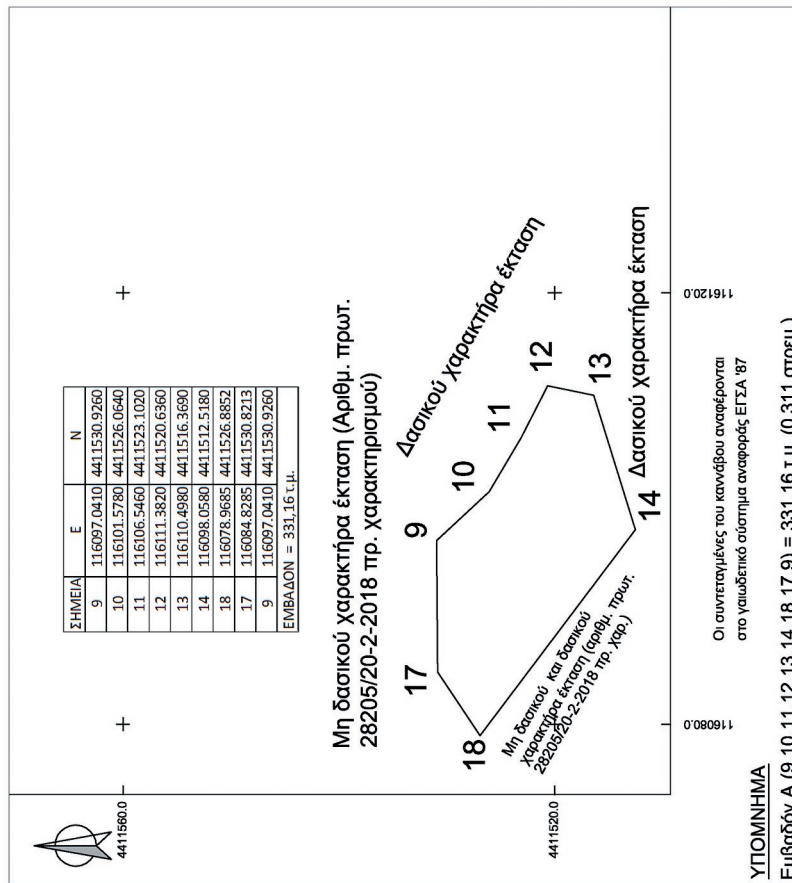 ΣΗΜΕΙΑ E N
9 116097.0410 4411530.9260
10 116101.5780 4411526.0640
11 116106.5460 4411523.1020
12 116111.3820 4411520.6360
13 116110.4980 4411516.3690
14 116098.0580 4411512.5180
18 116078.9685 4411526.8852
17 116084.8285 4411530.8213
9 116097.0410 4411530.9260
ΕΜΒΑΔΟΝ = 331,16 τ.μ.
4411560.0
Μη δασικού χαρακτήρα έκταση (Αριθμ. πρωτ.
28205/20-2-2018 πρ. χαρακτηρισμού)
Δασικού χαρακτήρα έκταση
17
9
10
11
12
13
14
18
Μη δασικού και δασικού
χαρακτήρα έκταση (αριθμ. πρωτ.
28205/20-2-2018 πρ. χαρ.)
Δασικού χαρακτήρα έκταση
4411520.0
116080.0
116120.0
Οι συντεταγμένες του καννάβου αναφέρονται
στο γαιωδετικό σύστημα αναφοράς ΕΓΣΑ '87
ΥΠΟΜΝΗΜΑ
Εμβαδόν Α (9,10,11,12,13,14,18,17,9) = 331,16 τ.μ. (0,311 στρεμ.)